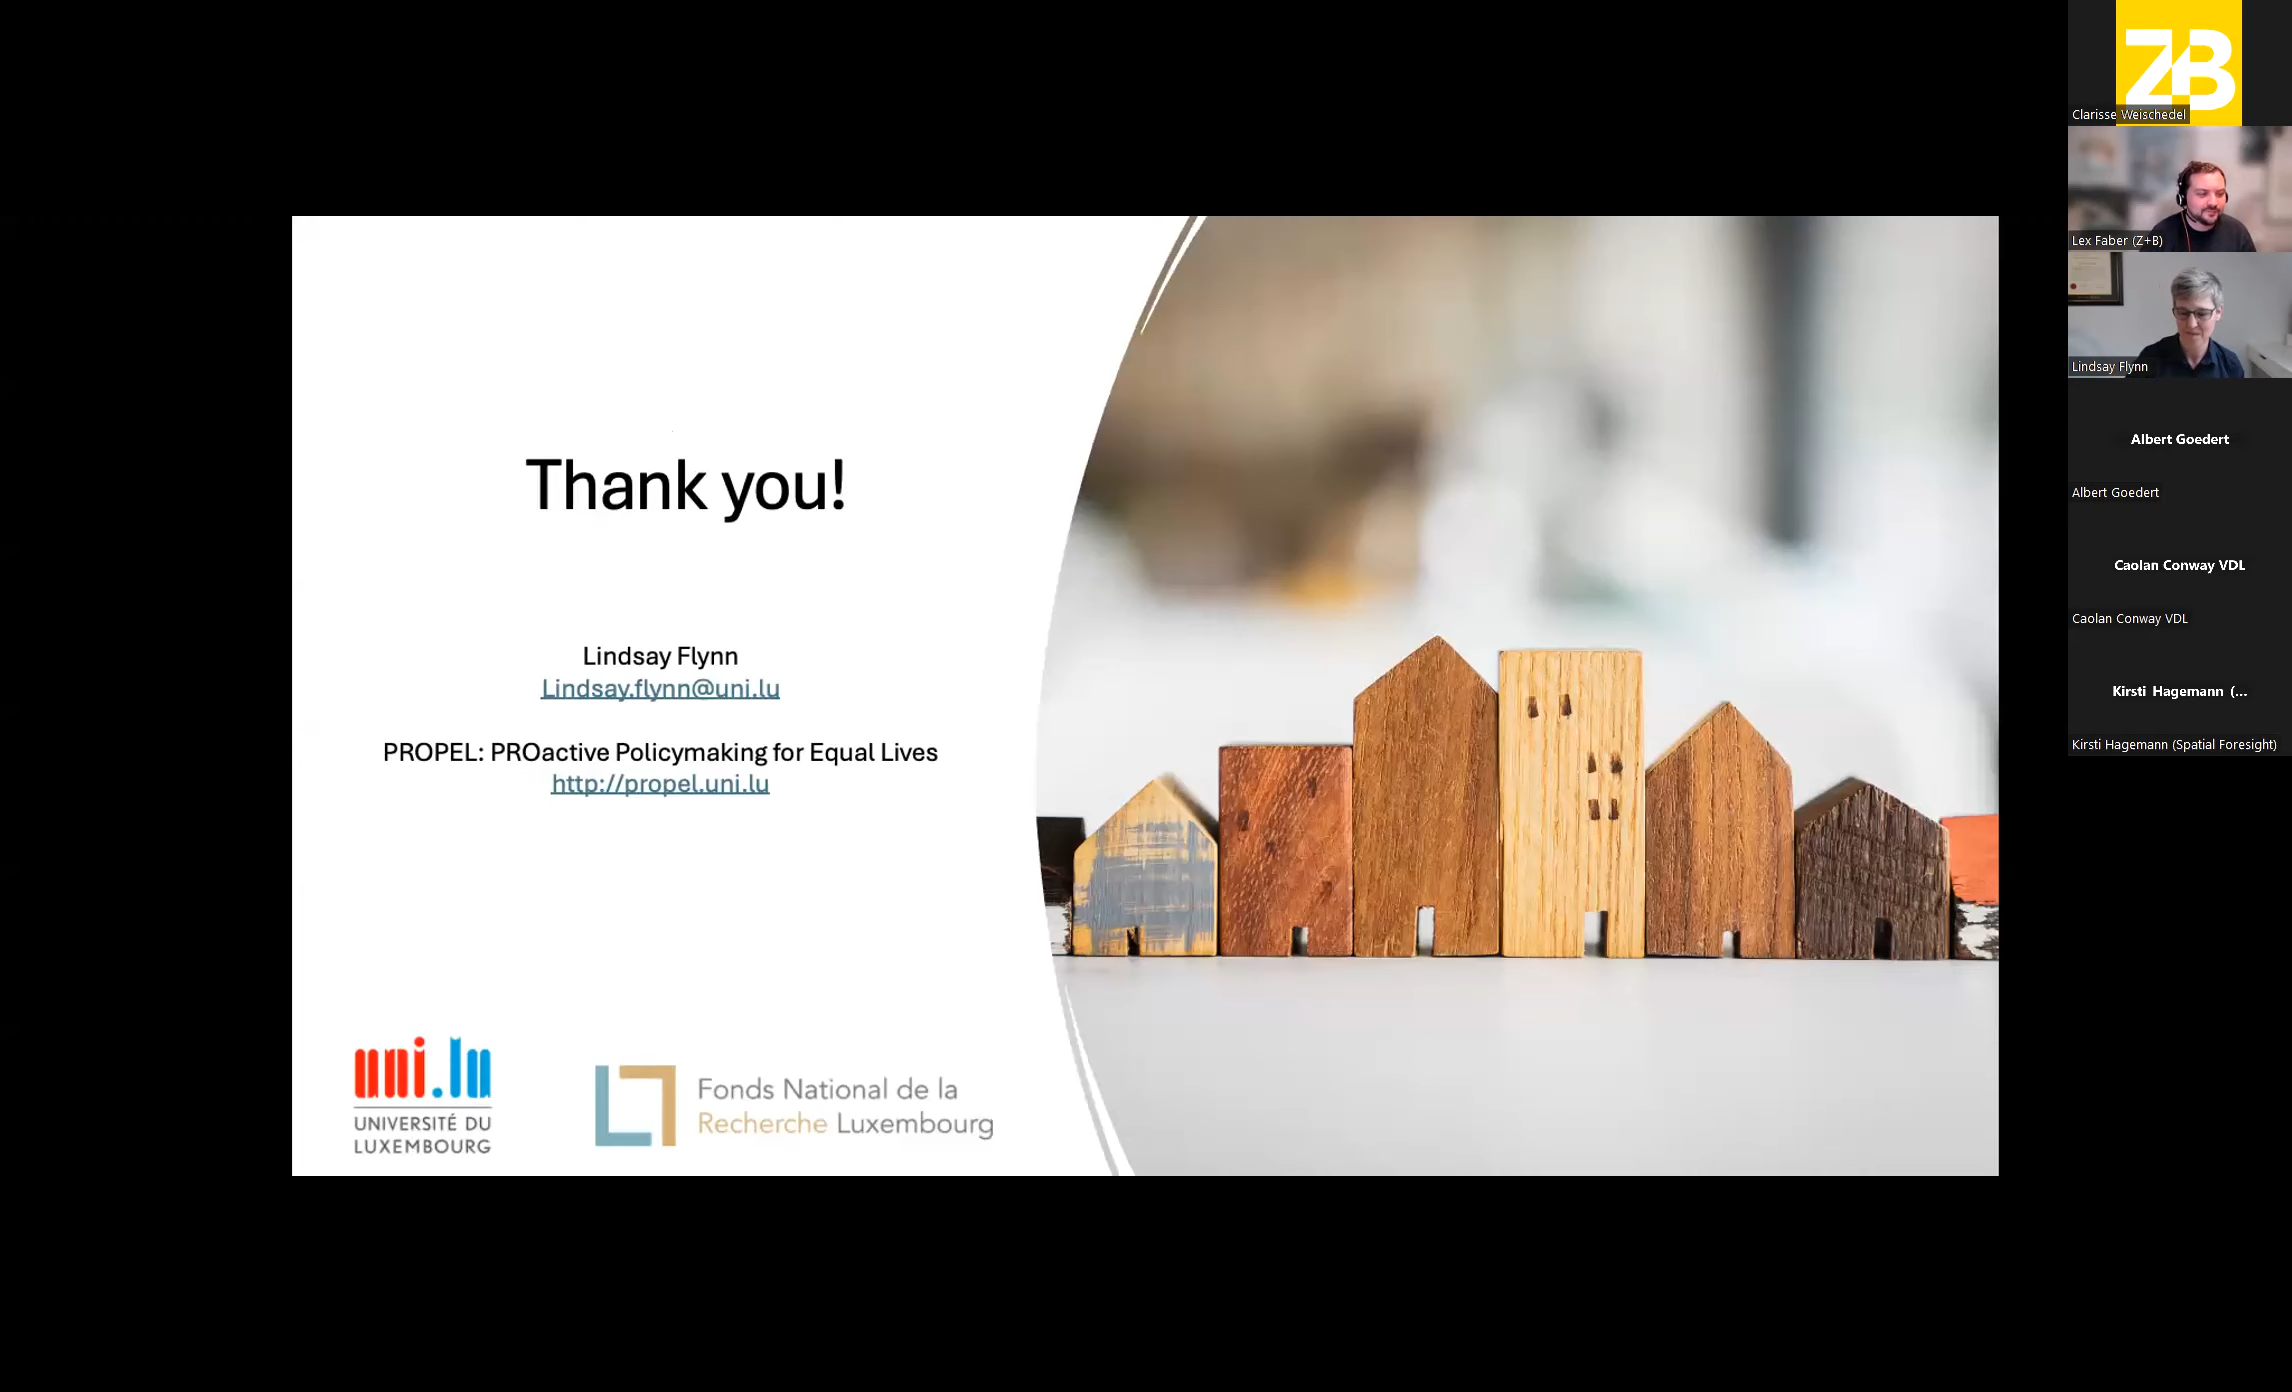 Thank you!
Lindsay Flynn
Lindsay.flynn@uni.lu
PROPEL: PROactive Policymaking for Equal Lives
http://propel.uni.lu
uni.lu
UNIVERSITÉ DU
LUXEMBOURG
Fonds National de la
Recherche Luxembourg
ZB
Clarisse Weischedel
Lex Faber (Z+B)
Lindsay Flynn
Albert Goedert
Albert Goedert
Caolan Conway VDL
Caolan Conway VDL
Kirsti Hagemann (...
Kirsti Hagemann (Spatial Foresight)